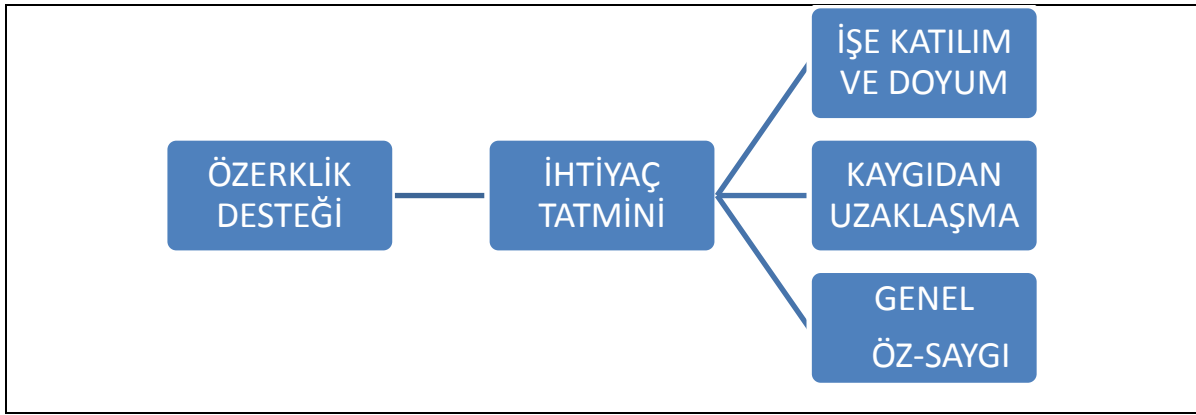 ÖZERKLİK
DESTEĞİ
İHTİYAÇ
TATMİNİ
İŞE KATILIM
VE DOYUM
KAYGIDAN
UZAKLAŞMA
GENEL
ÖZ-SAYGI